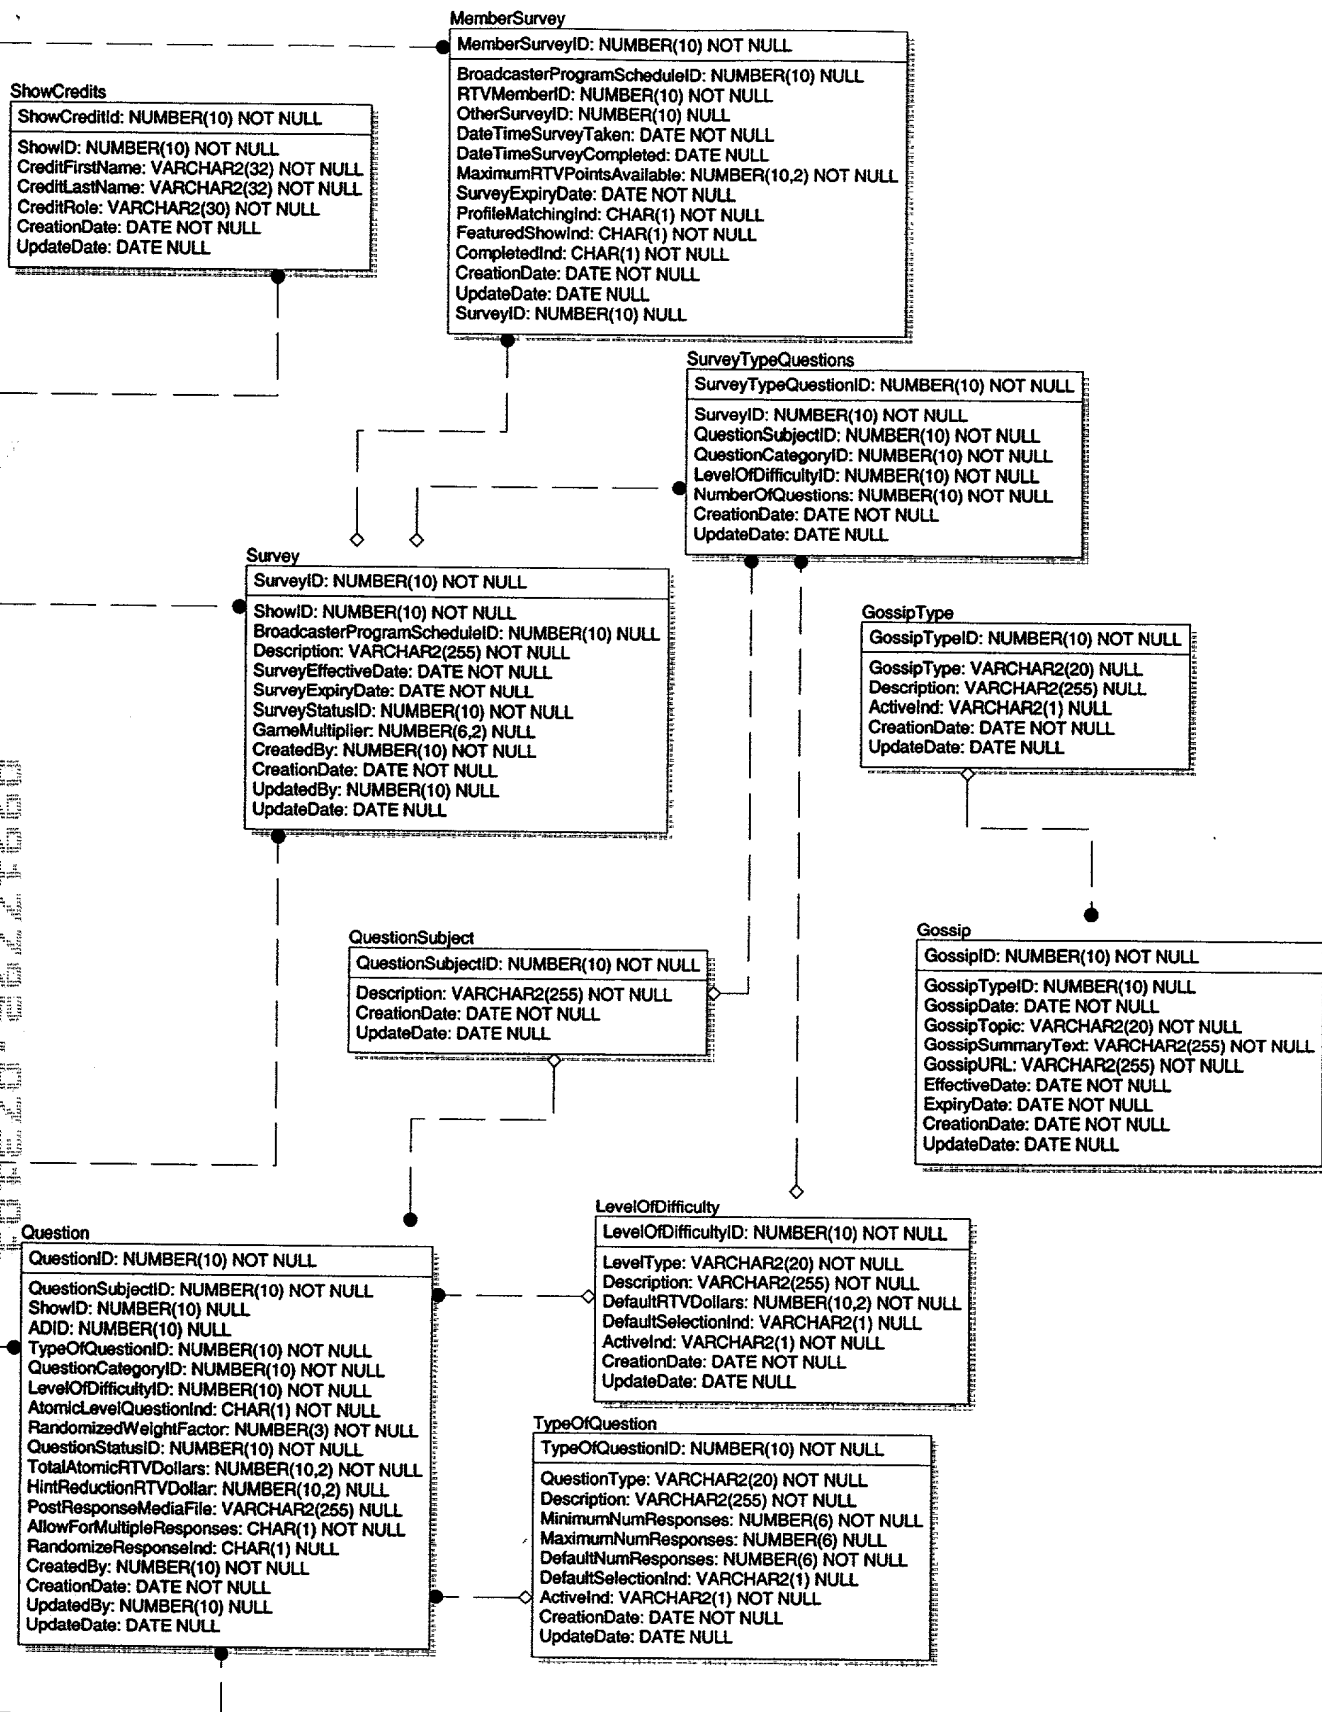 MemberSurvey
MemberSurveyID: NUMBER(10) NOT NULL
BroadcasterProgramScheduleID: NUMBER(10) NULL
RTVMemberID: NUMBER(10) NOT NULL
OtherSurveyID: NUMBER(10) NULL
DateTimeSurveyTaken: DATE NOT NULL
DateTimeSurveyCompleted: DATE NULL
MaximumRTVPointsAvailable: NUMBER(10,2) NOT NULL
SurveyExpiryDate: DATE NOT NULL
ProfileMatchingInd: CHAR(1) NOT NULL
FeaturedShowInd: CHAR(1) NOT NULL
CompletedInd: CHAR(1) NOT NULL
CreationDate: DATE NOT NULL
UpdateDate: DATE NULL
SurveyID: NUMBER(10) NULL
ShowCredits
ShowCreditId: NUMBER(10) NOT NULL
ShowID: NUMBER(10) NOT NULL
CreditFirstName: VARCHAR2(32) NOT NULL
CreditLastName: VARCHAR2(32) NOT NULL
CreditRole: VARCHAR2(30) NOT NULL
CreationDate: DATE NOT NULL
UpdateDate: DATE NULL
SurveyTypeQuestions
SurveyTypeQuestionID: NUMBER(10) NOT NULL
SurveyID: NUMBER(10) NOT NULL
QuestionSubjectID: NUMBER(10) NOT NULL
QuestionCategoryID: NUMBER(10) NOT NULL
LevelOfDifficultyID: NUMBER(10) NOT NULL
NumberOfQuestions: NUMBER(10) NOT NULL
CreationDate: DATE NOT NULL
UpdateDate: DATE NULL
Survey
SurveyID: NUMBER(10) NOT NULL
ShowID: NUMBER(10) NOT NULL
BroadcasterProgramScheduleID: NUMBER(10) NULL
Description: VARCHAR2(255) NOT NULL
SurveyEffectiveDate: DATE NOT NULL
SurveyExpiryDate: DATE NOT NULL
SurveyStatusID: NUMBER(10) NOT NULL
GameMultiplier: NUMBER(6,2) NULL
CreatedBy: NUMBER(10) NOT NULL
CreationDate: DATE NOT NULL
UpdatedBy: NUMBER(10) NULL
UpdateDate: DATE NULL
GossipType
GossipTypeID: NUMBER(10) NOT NULL
GossipType: VARCHAR2(20) NULL
Description: VARCHAR2(255) NULL
ActiveInd: VARCHAR2(1) NULL
CreationDate: DATE NOT NULL
UpdateDate: DATE NULL
QuestionSubject
QuestionSubjectID: NUMBER(10) NOT NULL
Description: VARCHAR2(255) NOT NULL
CreationDate: DATE NOT NULL
UpdateDate: DATE NULL
Gossip
GossipID: NUMBER(10) NOT NULL
GossipTypeID: NUMBER(10) NULL
GossipDate: DATE NOT NULL
GossipTopic: VARCHAR2(20) NOT NULL
GossipSummaryText: VARCHAR2(255) NOT NULL
GossipURL: VARCHAR2(255) NOT NULL
EffectiveDate: DATE NOT NULL
ExpiryDate: DATE NOT NULL
CreationDate: DATE NOT NULL
UpdateDate: DATE NULL
Question
QuestionID: NUMBER(10) NOT NULL
QuestionSubjectID: NUMBER(10) NOT NULL
ShowID: NUMBER(10) NULL
ADID: NUMBER(10) NULL
TypeOfQuestionID: NUMBER(10) NOT NULL
QuestionCategoryID: NUMBER(10) NOT NULL
LevelOfDifficultyID: NUMBER(10) NOT NULL
AtomicLevelQuestionInd: CHAR(1) NOT NULL
RandomizedWeightFactor: NUMBER(3) NOT NULL
QuestionStatusID: NUMBER(10) NOT NULL
TotalAtomicRTVDollars: NUMBER(10,2) NOT NULL
HintReductionRTVDollar: NUMBER(10,2) NULL
PostResponseMediaFile: VARCHAR2(255) NULL
AllowForMultipleResponses: CHAR(1) NOT NULL
RandomizeResponseInd: CHAR(1) NULL
CreatedBy: NUMBER(10) NOT NULL
CreationDate: DATE NOT NULL
UpdatedBy: NUMBER(10) NULL
UpdateDate: DATE NULL
LevelOfDifficulty
LevelOfDifficultyID: NUMBER(10) NOT NULL
LevelType: VARCHAR2(20) NOT NULL
Description: VARCHAR2(255) NOT NULL
DefaultRTVDollars: NUMBER(10,2) NOT NULL
DefaultSelectionInd: VARCHAR2(1) NULL
ActiveInd: VARCHAR2(1) NOT NULL
CreationDate: DATE NOT NULL
UpdateDate: DATE NULL
TypeOfQuestion
TypeOfQuestionID: NUMBER(10) NOT NULL
QuestionType: VARCHAR2(20) NOT NULL
Description: VARCHAR2(255) NOT NULL
MinimumNumResponses: NUMBER(6) NOT NULL
MaximumNumResponses: NUMBER(6) NULL
DefaultNumResponses: NUMBER(6) NOT NULL
DefaultSelectionInd: VARCHAR2(1) NULL
ActiveInd: VARCHAR2(1) NOT NULL
CreationDate: DATE NOT NULL
UpdateDate: DATE NULL